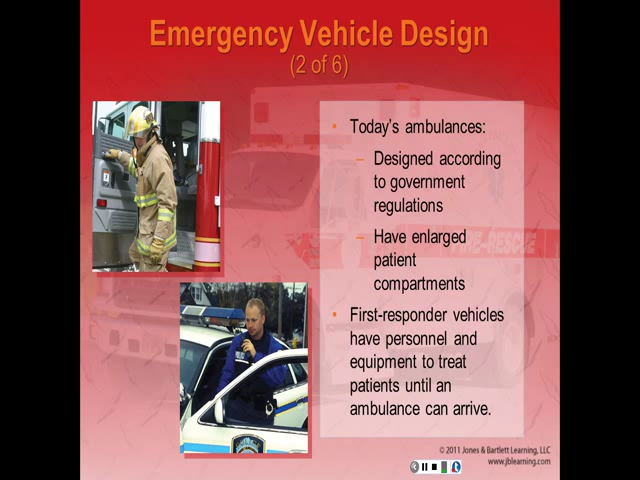 Emergency Vehicle Design
(2 of 6)
• Today's ambulances:
– Designed according
to government
regulations
– Have enlarged
patient
compartments
• First-responder vehicles
have personnel and
equipment to treat
patients until an
ambulance can arrive.
RE-RESCUE
© 2011 Jones & Bartlett Learning, LLC
www.jblearning.com